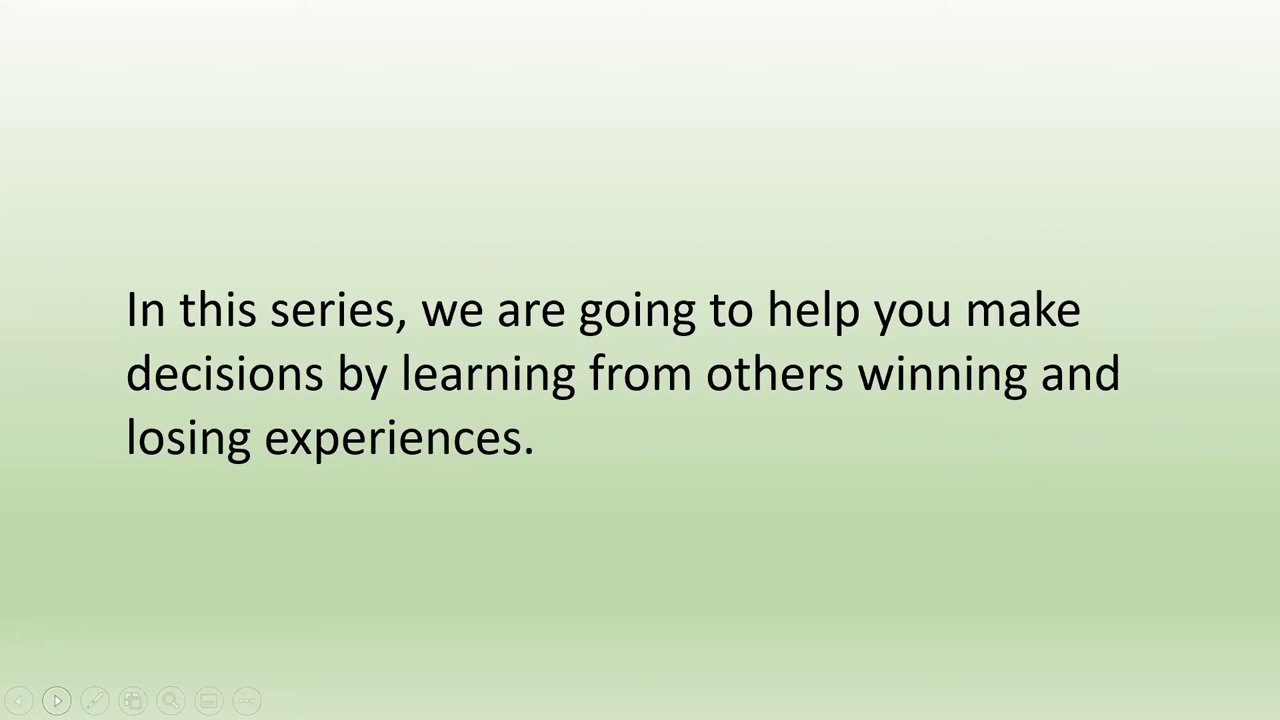 In this series, we are going to help you make
decisions by learning from others winning and
losing experiences.